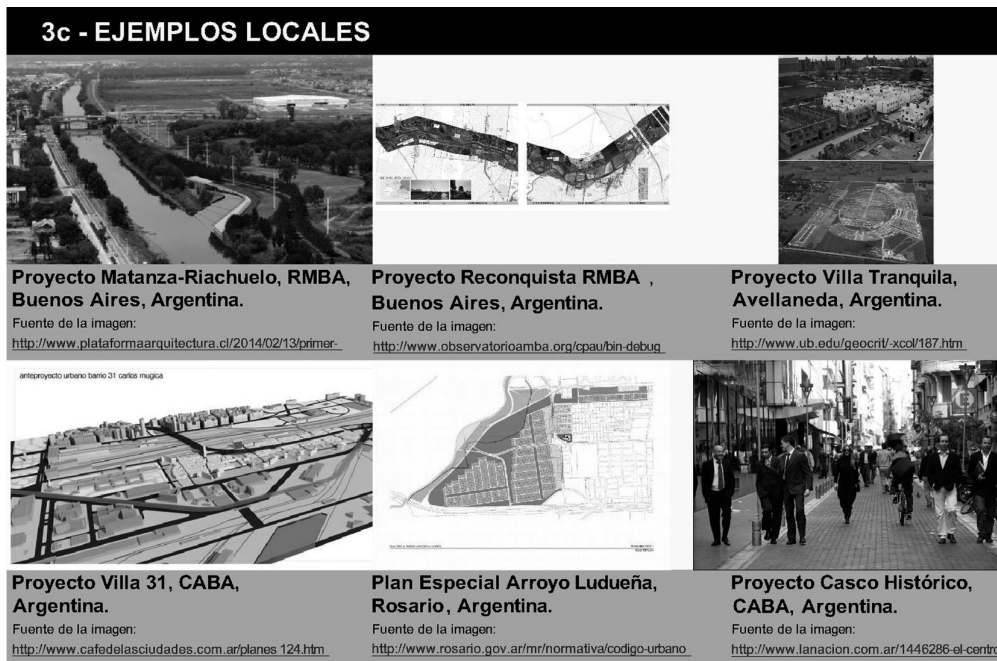 3c - EJEMPLOS LOCALES
Proyecto Matanza-Riachuelo, RMBA,
Buenos Aires, Argentina.
Fuente de la imagen:
http://www.plataformaarquitectura.cl/2014/02/13/primer-
Proyecto Reconquista RMBA ,
Buenos Aires, Argentina.
Fuente de la imagen:
http://www.observatorioamba.org/cpau/bin-debug
Proyecto Villa Tranquila,
Avellaneda, Argentina.
Fuente de la imagen:
http://www.ub.edu/geocrit/-xcol/187.htm
anteproyecto urbano barrio 31 carlos mugica
Proyecto Villa 31, CABA,
Argentina.
Fuente de la imagen:
http://www.cafedelasciudades.com.ar/planes 124.htm
Plan Especial Arroyo Ludueña,
Rosario, Argentina.
Fuente de la imagen:
http://www.rosario.gov.ar/mr/normativa/codigo-urbano
Proyecto Casco Histórico,
CABA, Argentina.
Fuente de la imagen:
http://www.lanacion.com.ar/1446286-el-centro